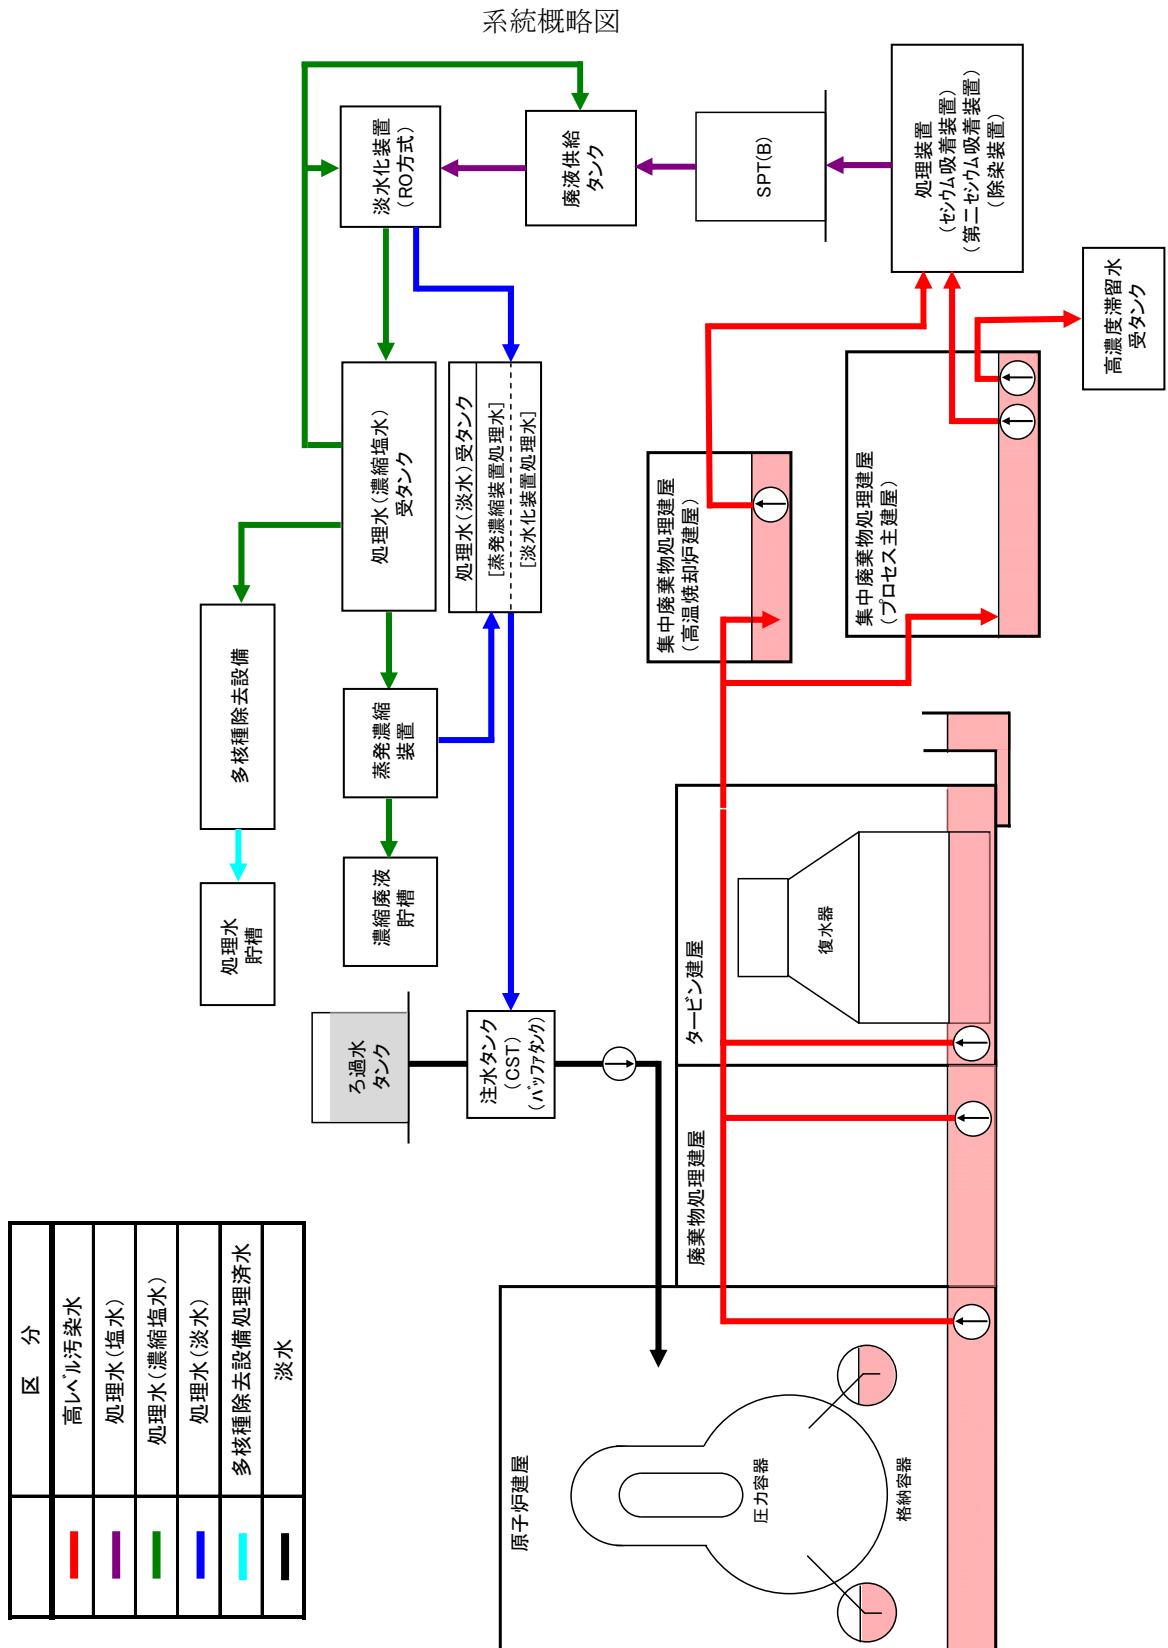 系統概略図
淡水化装置
(RO方式)
廃液供給
タンク
SPT(B)
処理装置
(セシウム吸着装置)
(第二セシウム吸着装置)
(除染装置)
高濃度滞留水
受タンク
処理水(濃縮塩水)
受タンク
処理水(淡水)受タンク
[蒸発濃縮装置処理水]
[淡水化装置処理水]
集中廃棄物処理建屋
(高温焼却炉建屋)
集中廃棄物処理建屋
(プロセス主建屋)
多核種除去設備
蒸発濃縮
装置
処理水
貯槽
濃縮廃液
貯槽
ろ過水
タンク
注水タンク
(CST)
(バッファタンク)
タービン建屋
復水器
廃棄物処理建屋
原子炉建屋
圧力容器
格納容器
区 分
高レベル汚染水
処理水(塩水)
処理水(濃縮塩水)
処理水(淡水)
多核種除去設備処理済水
淡水